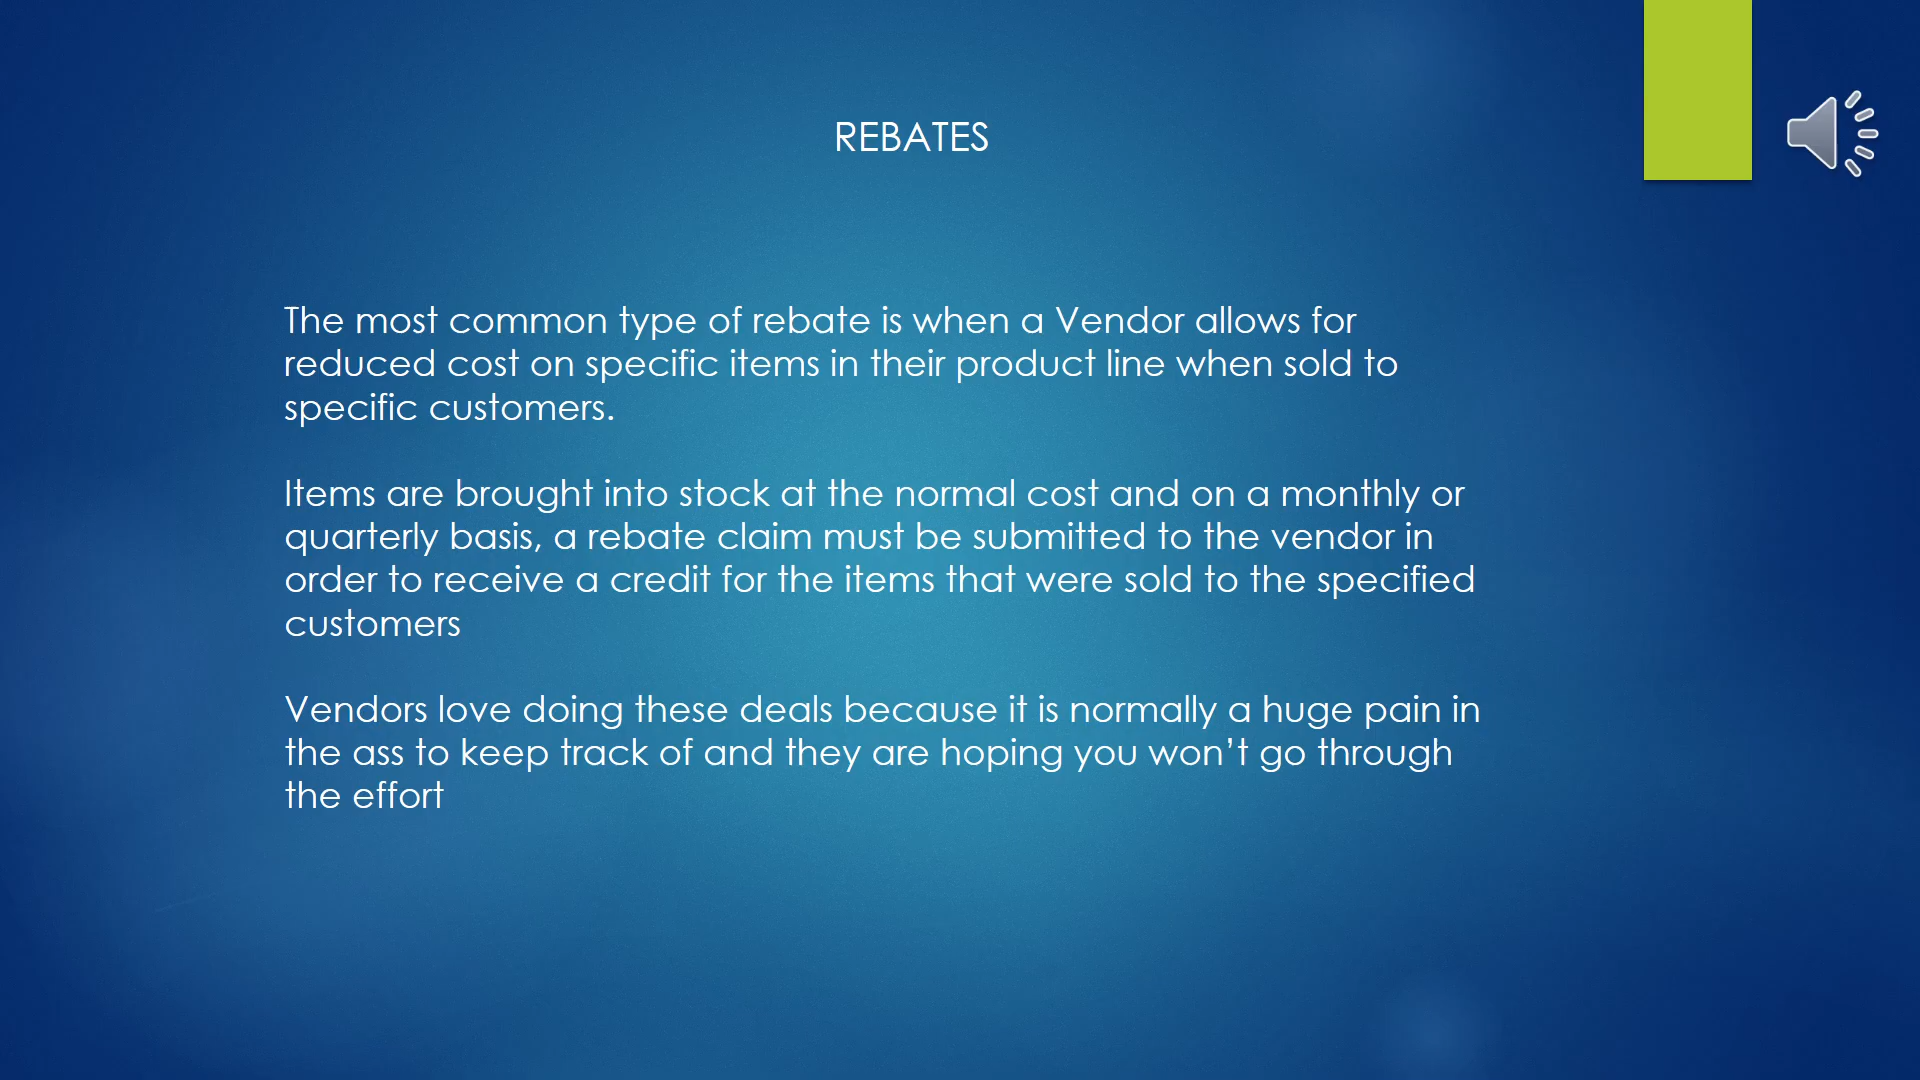 REBATES
The most common type of rebate is when a Vendor allows for
reduced cost on specific items in their product line when sold to
specific customers.
Items are brought into stock at the normal cost and on a monthly or
quarterly basis, a rebate claim must be submitted to the vendor in
order to receive a credit for the items that were sold to the specified
customers
Vendors love doing these deals because it is normally a huge pain in
the ass to keep track of and they are hoping you won’t go through
the effort